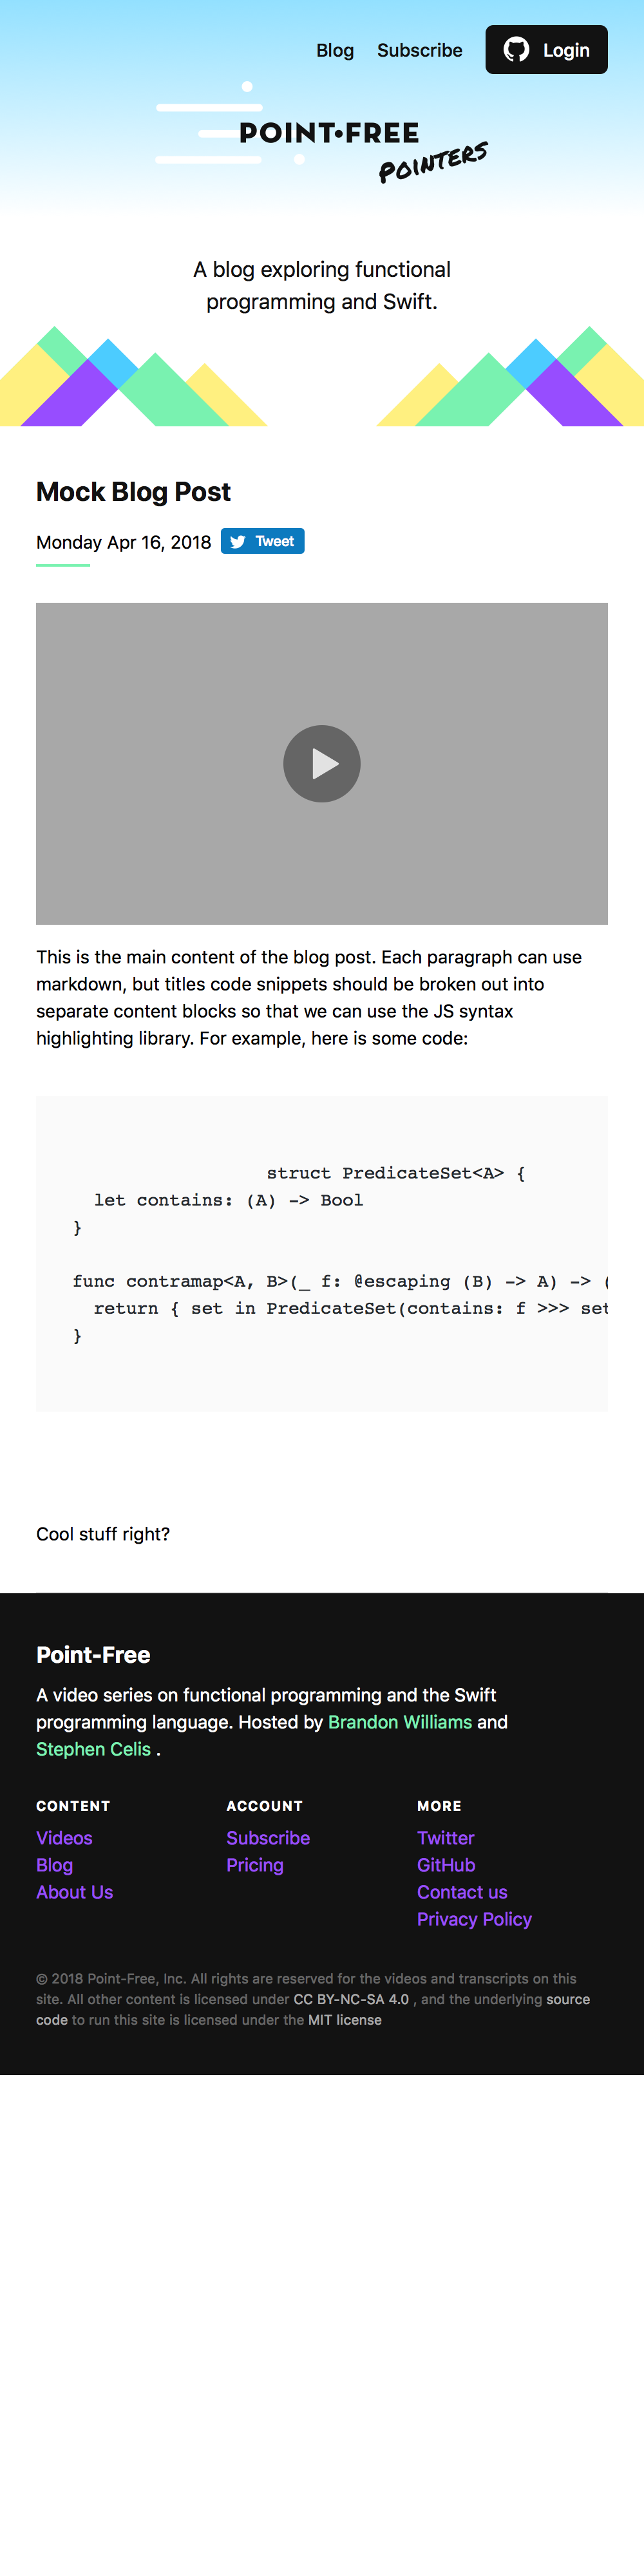 Blog Subscribe Login
POINT•FREE
POINTERS
A blog exploring functional
programming and Swift.
Mock Blog Post
Monday Apr 16, 2018 Tweet
This is the main content of the blog post. Each paragraph can use
markdown, but titles code snippets should be broken out into
separate content blocks so that we can use the JS syntax
highlighting library. For example, here is some code:
struct PredicateSet<A> {
  let contains: (A) -> Bool
}
func contramap<A, B>(_ f: @escaping (B) -> A) -> (
  return { set in PredicateSet(contains: f >>> set
}
Cool stuff right?
Point-Free
A video series on functional programming and the Swift
programming language. Hosted by Brandon Williams and
Stephen Celis .
CONTENT ACCOUNT MORE
Videos Subscribe Twitter
Blog Pricing GitHub
About Us Contact us
Privacy Policy
© 2018 Point-Free, Inc. All rights are reserved for the videos and transcripts on this
site. All other content is licensed under CC BY-NC-SA 4.0 , and the underlying source
code to run this site is licensed under the MIT license